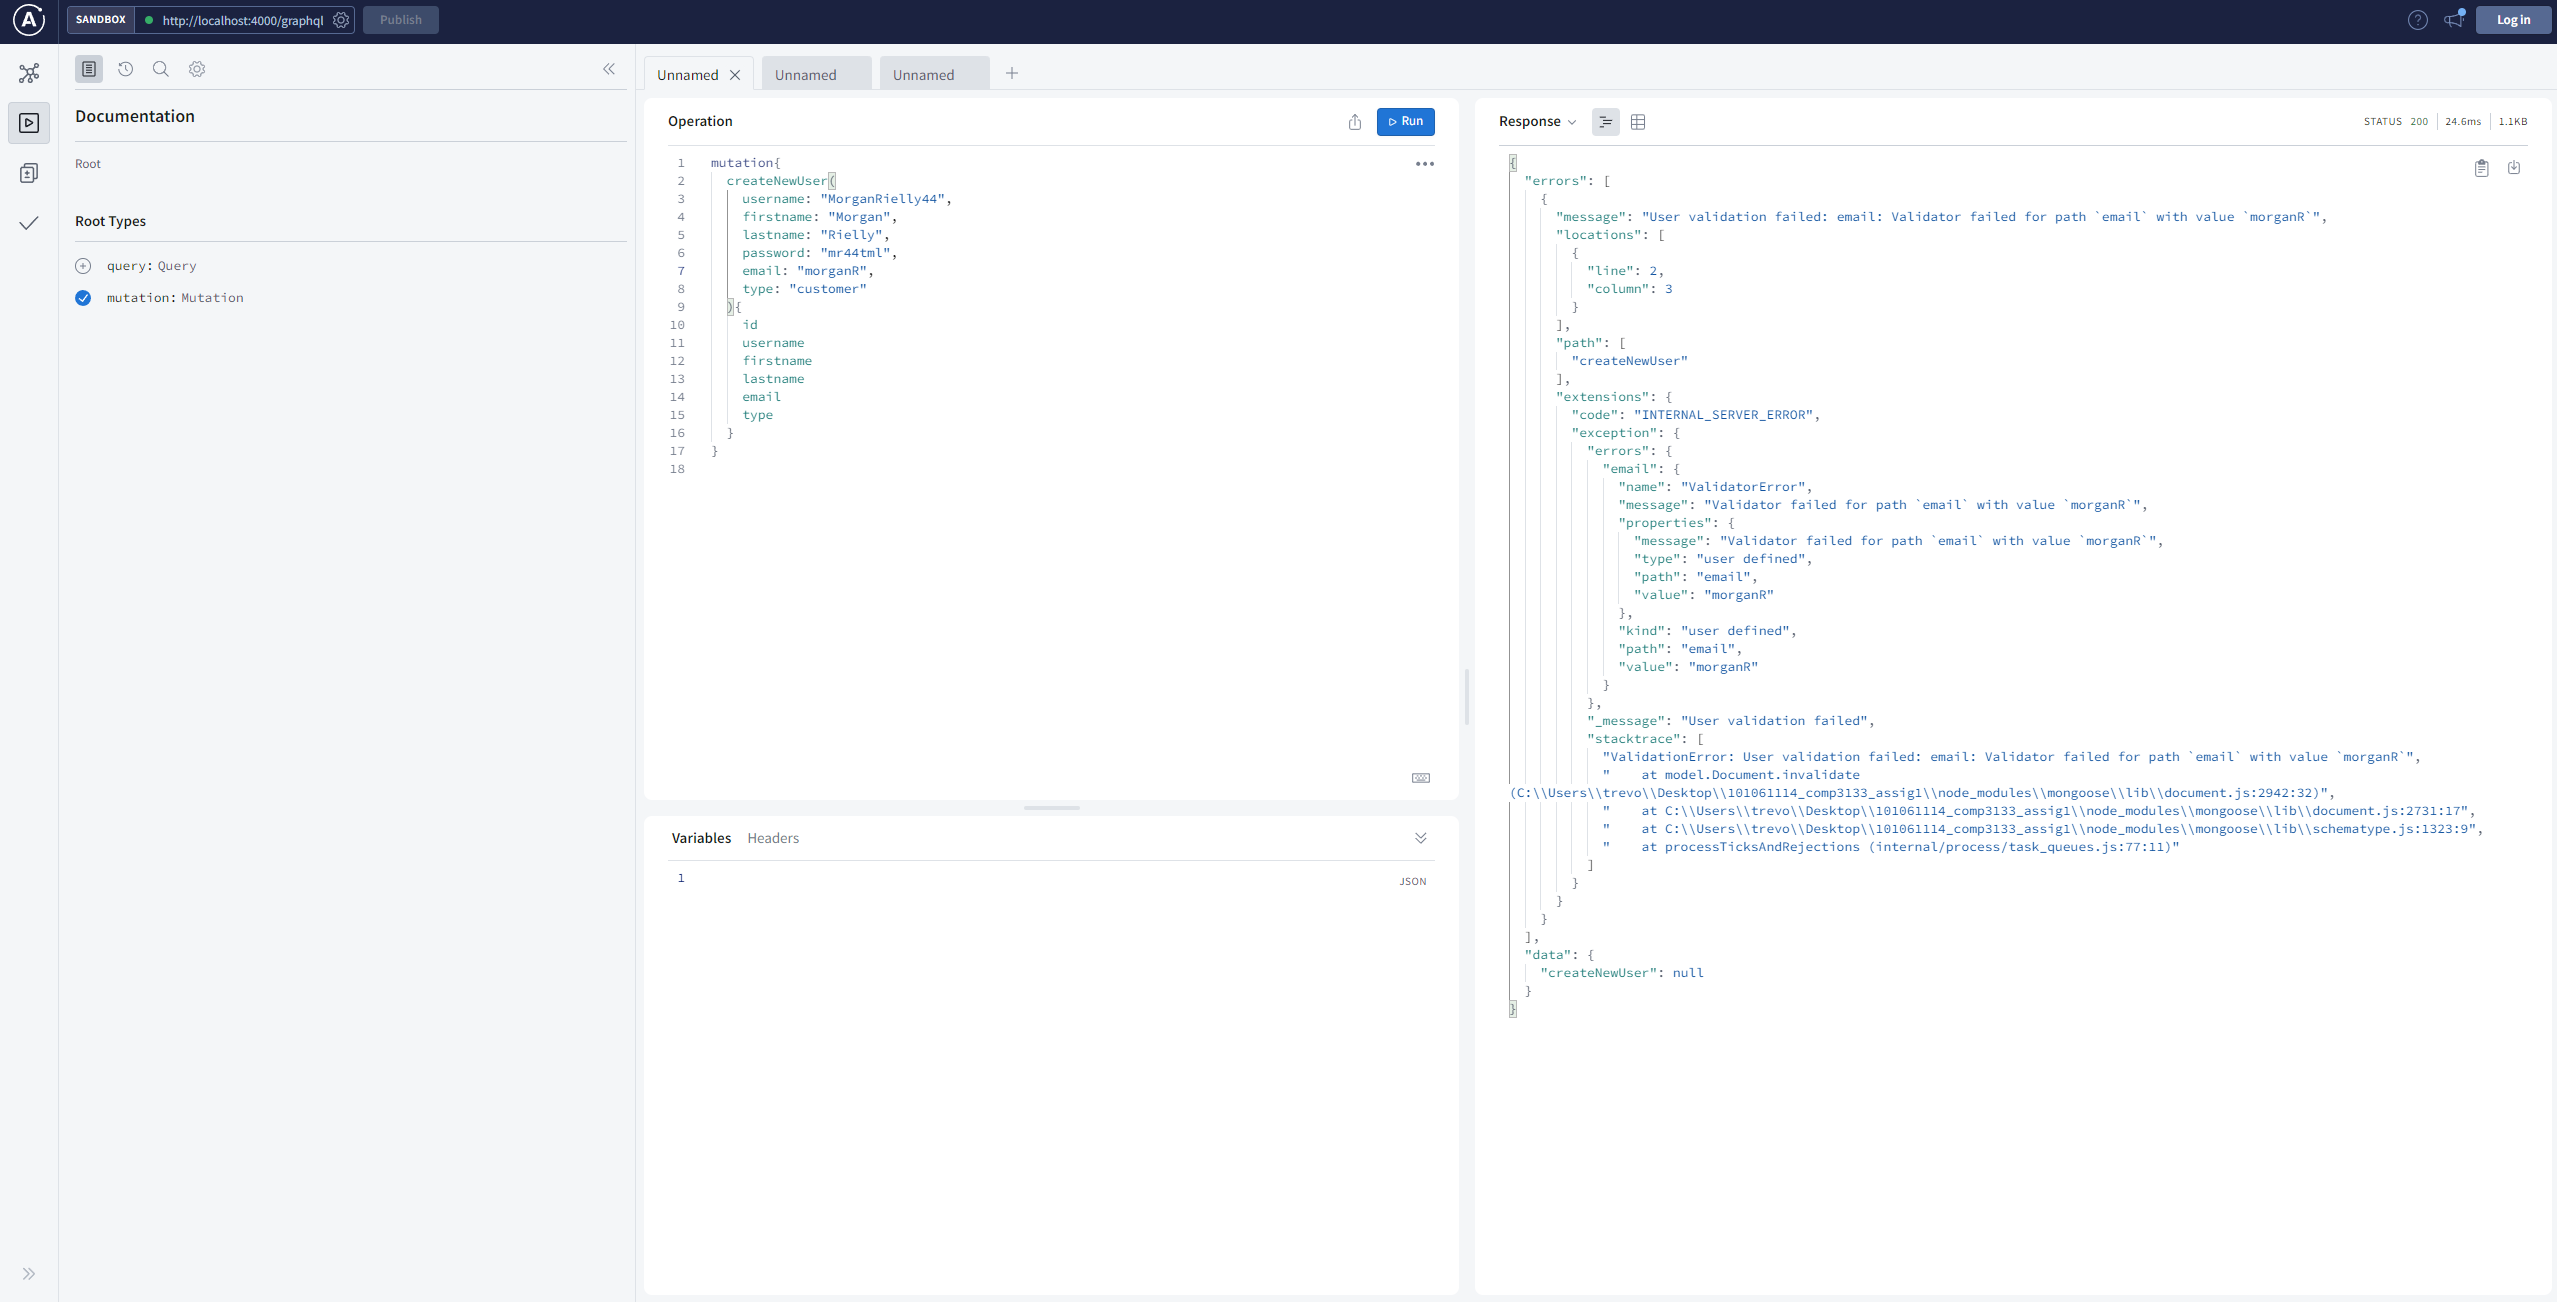 SANDBOX
http://localhost:4000/graphql
Publish
Log in
Documentation
Root
Root Types
query: Query
mutation: Mutation
Unnamed
Unnamed
Unnamed
Operation
Run
1 mutation{
2 createNewUser(
3 username: "MorganRielly44",
4 firstname: "Morgan",
5 lastname: "Rielly",
6 password: "mr44tml",
7 email: "morganR",
8 type: "customer"
9 ){
10 id
11 username
12 firstname
13 lastname
14 email
15 type
16 }
17 }
18
Variables
Headers
1
JSON
Response
STATUS 200
24.6ms
1.1KB
{
"errors": [
{
"message": "User validation failed: email: Validator failed for path `email` with value `morganR`",
"locations": [
{
"line": 2,
"column": 3
}
],
"path": [
"createNewUser"
],
"extensions": {
"code": "INTERNAL_SERVER_ERROR",
"exception": {
"errors": {
"email": {
"name": "ValidatorError",
"message": "Validator failed for path `email` with value `morganR`",
"properties": {
"message": "Validator failed for path `email` with value `morganR`",
"type": "user defined",
"path": "email",
"value": "morganR"
},
"kind": "user defined",
"path": "email",
"value": "morganR"
}
},
"_message": "User validation failed",
"stacktrace": [
"ValidationError: User validation failed: email: Validator failed for path `email` with value `morganR`",
"    at model.Document.invalidate
(C:\\Users\\trevo\\Desktop\\101061114_comp3133_assig1\\node_modules\\mongoose\\lib\\document.js:2942:32)",
"    at C:\\Users\\trevo\\Desktop\\101061114_comp3133_assig1\\node_modules\\mongoose\\lib\\document.js:2731:17",
"    at C:\\Users\\trevo\\Desktop\\101061114_comp3133_assig1\\node_modules\\mongoose\\lib\\schematype.js:1323:9",
"    at processTicksAndRejections (internal/process/task_queues.js:77:11)"
]
}
}
}
],
"data": {
"createNewUser": null
}
}